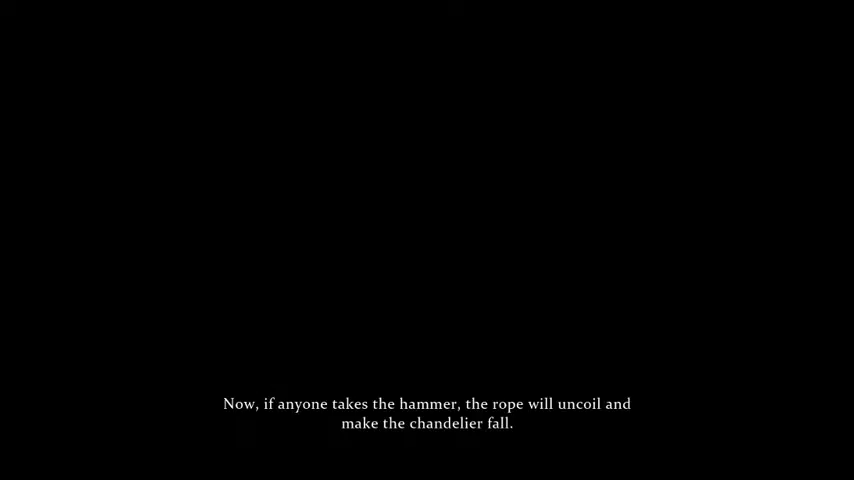 Now, if anyone takes the hammer, the rope will uncoil and
make the chandelier fall.